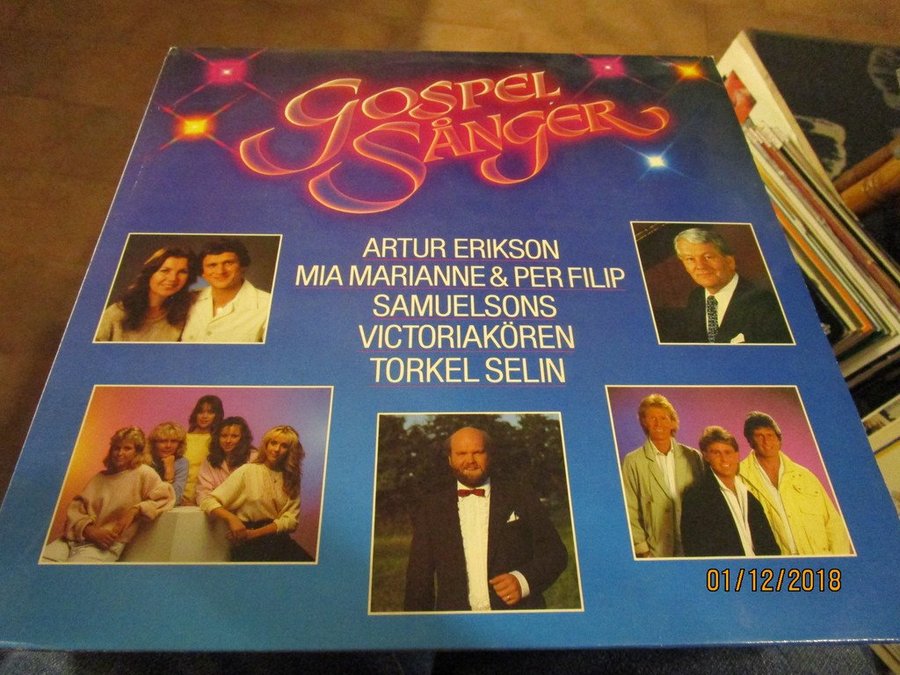 GOSPEL
SÅNGER
ARTUR ERIKSON
MIA MARIANNE & PER FILIP
SAMUELSONS
VICTORIAKÖREN
TORKEL SELIN
01/12/2018